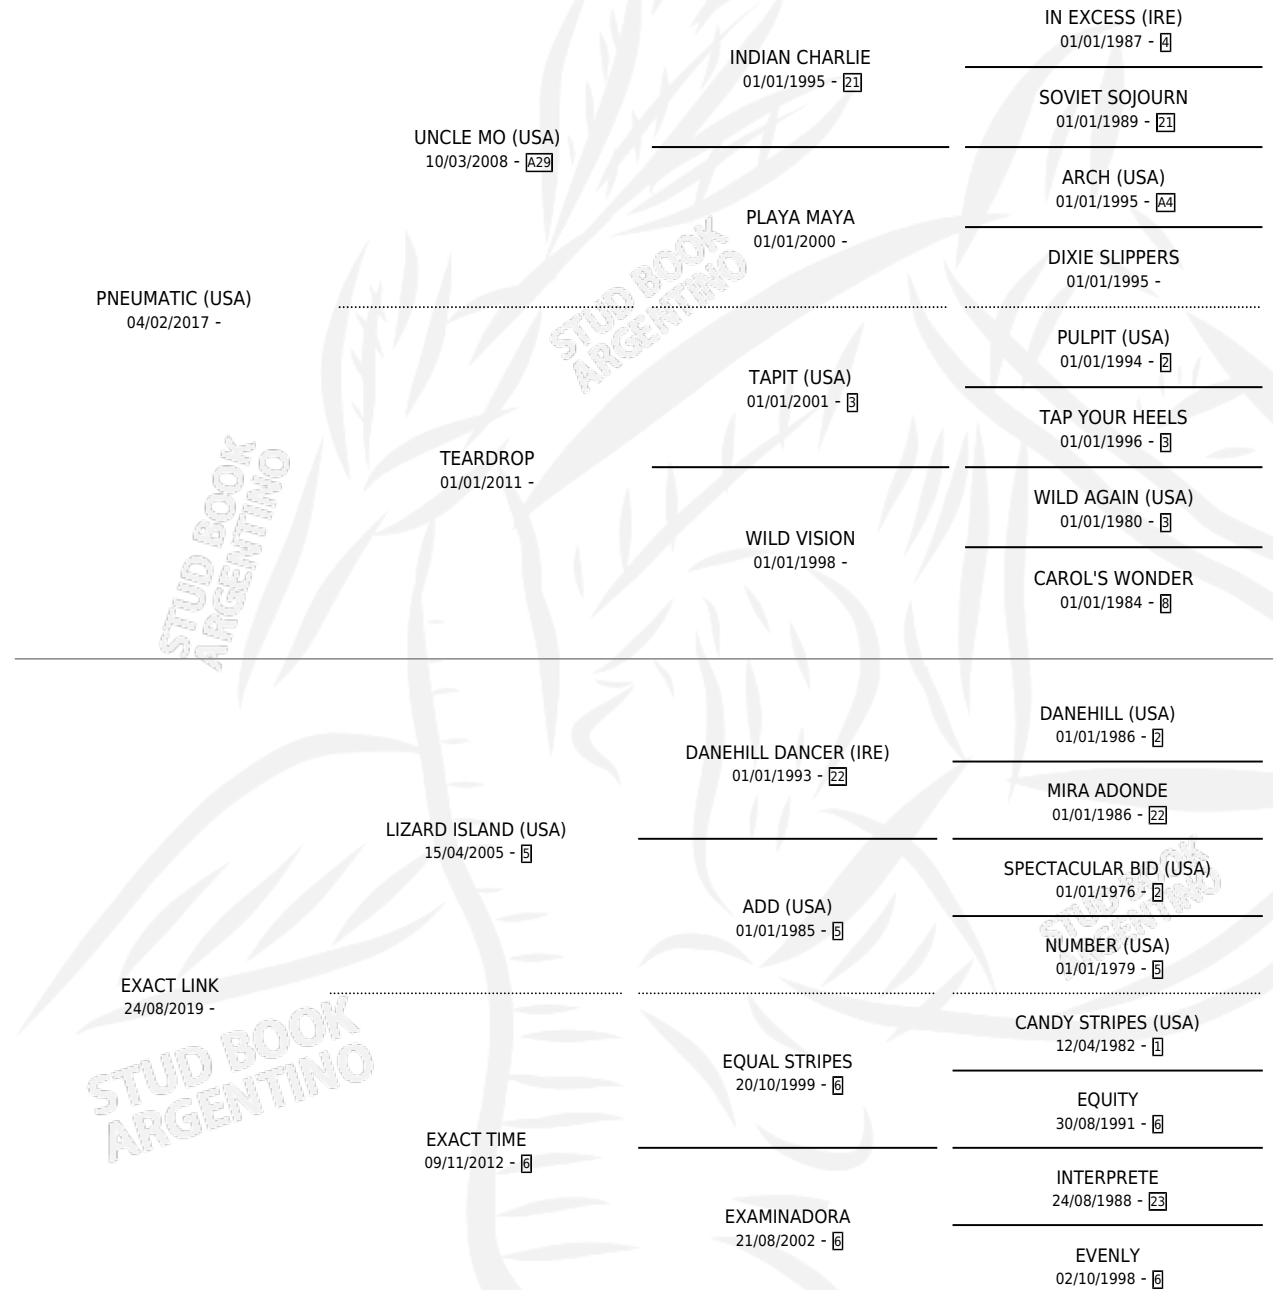 IN EXCESS (IRE)
01/01/1987 - 4
INDIAN CHARLIE
01/01/1995 - 21
SOVIET SOJOURN
01/01/1989 - 21
UNCLE MO (USA)
10/03/2008 - A29
ARCH (USA)
01/01/1995 - A4
PLAYA MAYA
01/01/2000 -
DIXIE SLIPPERS
01/01/1995 -
STUD BOOK
ARGENTINO
PNEUMATIC (USA)
04/02/2017 -
PULPIT (USA)
01/01/1994 - 2
TAPIT (USA)
01/01/2001 - 3
TAP YOUR HEELS
01/01/1996 - 3
TEARDROP
01/01/2011 -
WILD AGAIN (USA)
01/01/1980 - 3
WILD VISION
01/01/1998 -
CAROL'S WONDER
01/01/1984 - 8
STUD BOOK
ARGENTINO
DANEHILL (USA)
01/01/1986 - 2
DANEHILL DANCER (IRE)
01/01/1993 - 22
MIRA ADONDE
01/01/1986 - 22
LIZARD ISLAND (USA)
15/04/2005 - 5
SPECTACULAR BID (USA)
01/01/1976 - 2
ADD (USA)
01/01/1985 - 5
NUMBER (USA)
01/01/1979 - 5
STUD BOOK
ARGENTINO
EXACT LINK
24/08/2019 -
CANDY STRIPES (USA)
12/04/1982 - 1
EQUAL STRIPES
20/10/1999 - 6
EQUITY
30/08/1991 - 6
STUD BOOK
ARGENTINO
EXACT TIME
09/11/2012 - 6
INTERPRETE
24/08/1988 - 23
EXAMINADORA
21/08/2002 - 6
EVENLY
02/10/1998 - 6